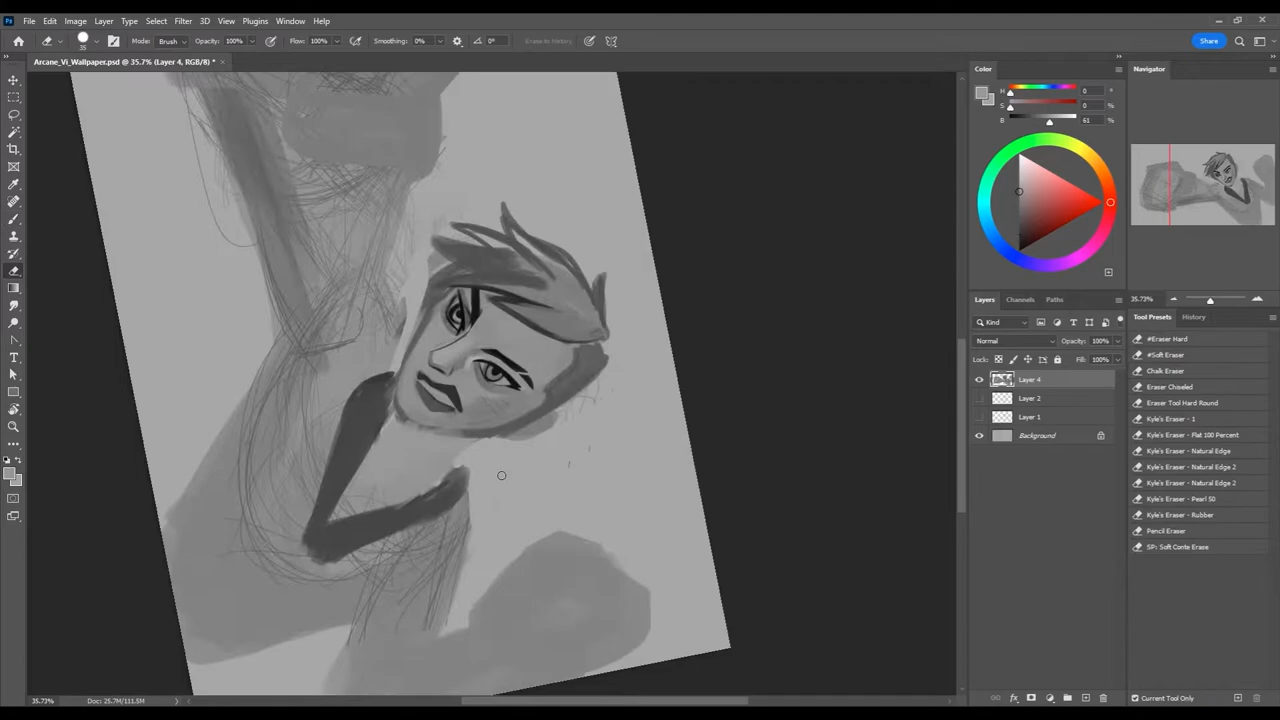 Ps File Edit Image Layer Type Select Filter 3D View Plugins Window Help
35 Mode: Brush Opacity: 100% Flow: 100% Smoothing: 0% 0° Erase to History Share
Arcane_Vi_Wallpaper.psd @ 35.7% (Layer 4, RGB/8) * ×
Color
H 0 °
S 0 %
B 61 %
Navigator
35.73%
Layers Channels Paths
Kind
Normal Opacity: 100%
Lock: Fill: 100%
Layer 4
Layer 2
Layer 1
Background
Tool Presets History
#Eraser Hard
#Soft Eraser
Chalk Eraser
Eraser Chiseled
Eraser Tool Hard Round
Kyle's Eraser - 1
Kyle's Eraser - Flat 100 Percent
Kyle's Eraser - Natural Edge
Kyle's Eraser - Natural Edge 2
Kyle's Eraser - Natural Edge 2
Kyle's Eraser - Pearl 50
Kyle's Eraser - Rubber
Pencil Eraser
SP: Soft Conte Erase
Current Tool Only
35.73% Doc: 25.7M/111.5M